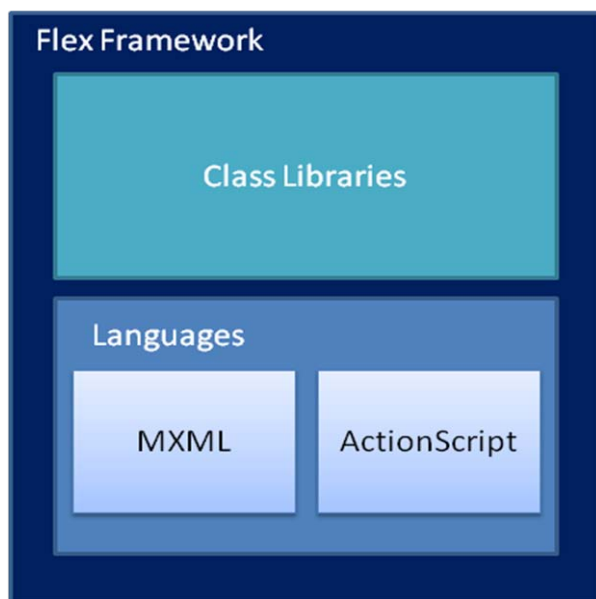 Flex Framework
Class Libraries
Languages
MXML
ActionScript